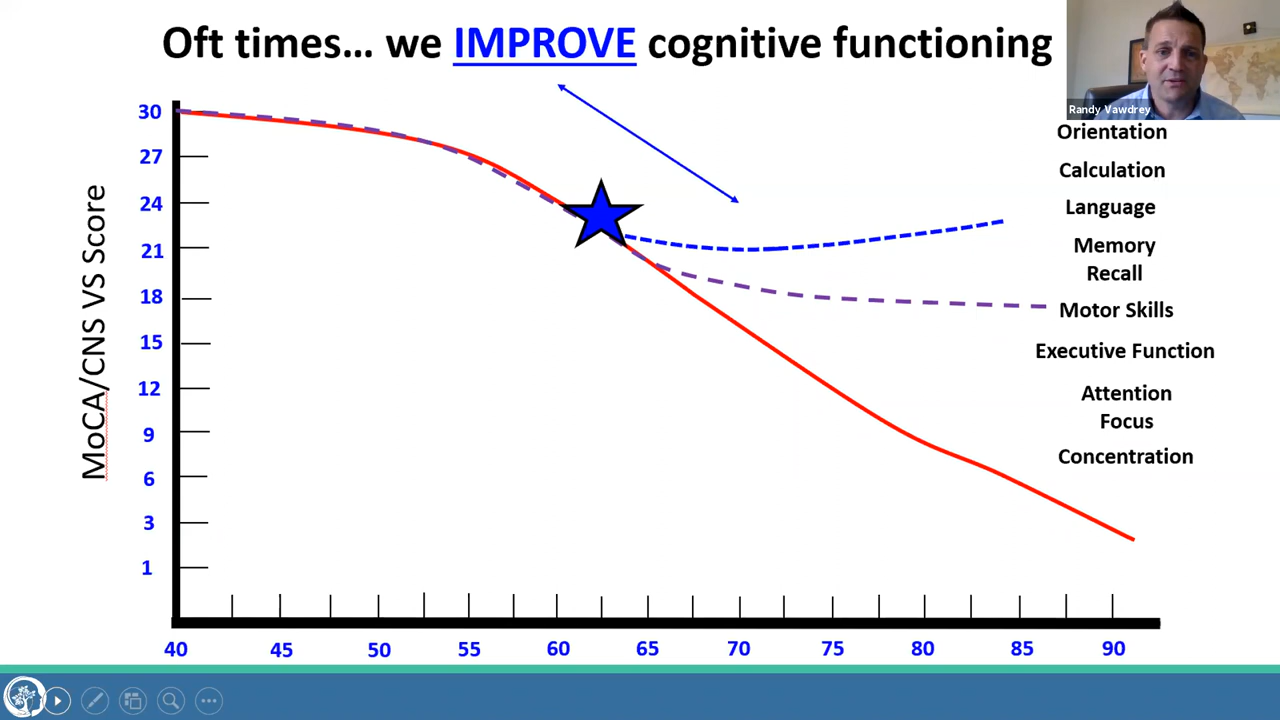 Oft times... we IMPROVE cognitive functioning
Randy Vawdrey
MoCA/CNS VS Score
30
27
24
21
18
15
12
9
6
3
1
40 45 50 55 60 65 70 75 80 85 90
Orientation
Calculation
Language
Memory
Recall
Motor Skills
Executive Function
Attention
Focus
Concentration